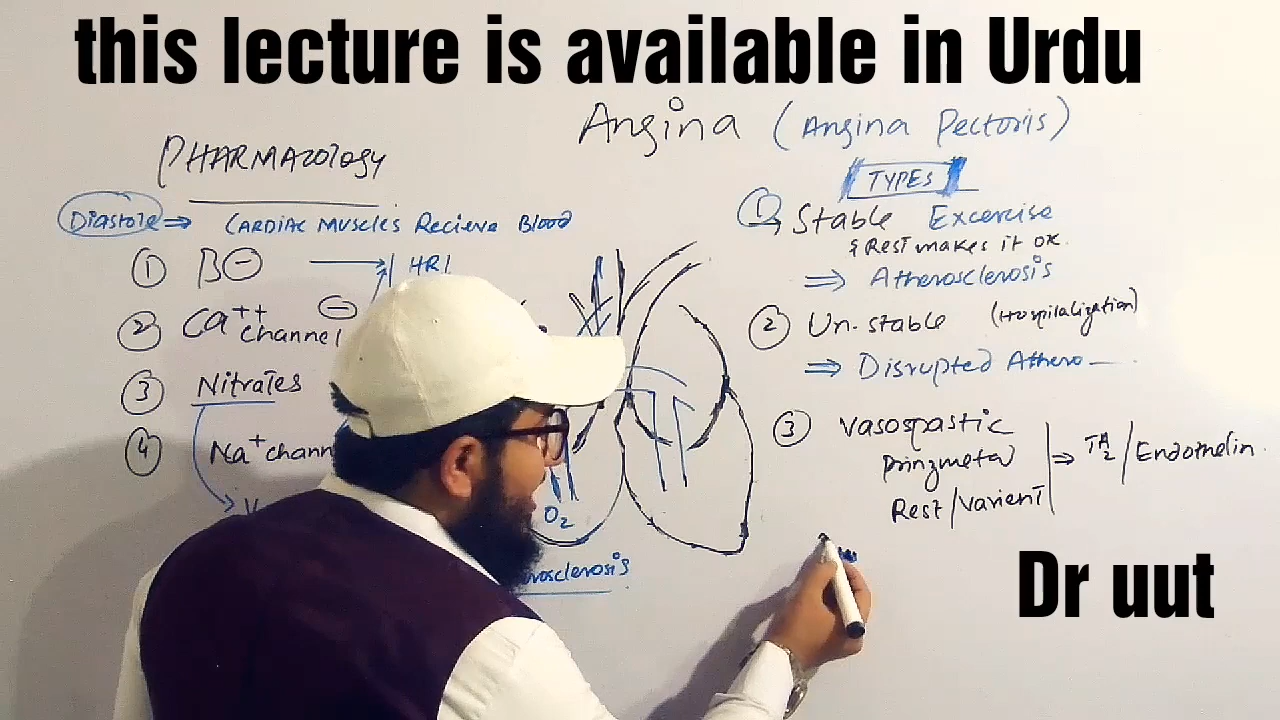 this lecture is available in Urdu
Angina (Angina Pectoris)
PHARMACOlogy
Diastole ⇒ CARDIAC MUSCLES Recieve Blood
① β⊖ → HR↓
② Ca++ channel ⊖
③ Nitrates
④ Na+ chann
O2
rosclerosis
TYPES
① Stable Excercise
& Rest makes it ok.
⇒ Atherosclerosis
② Un-stable (Hospitalization)
⇒ Disrupted Athero—
③ Vasospastic
Prinzmetal
Rest/Varient
⇒ TA2/Endothelin
Dr uut